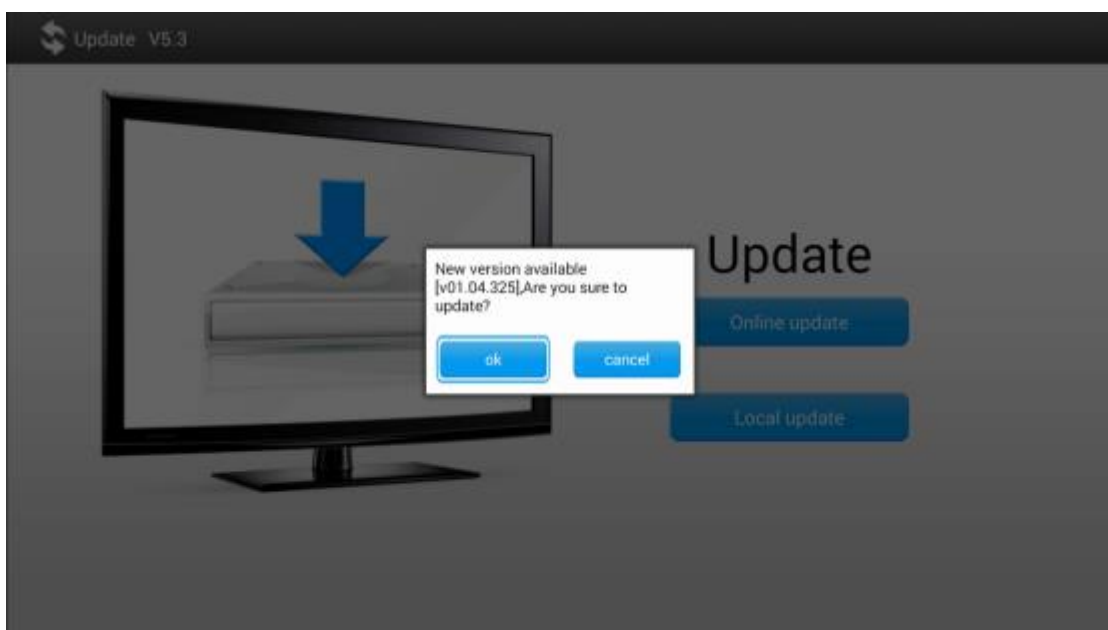 Update V5.3
New version available
[v01.04.325],Are you sure to
update?
ok
cancel
Update
Online update
Local update